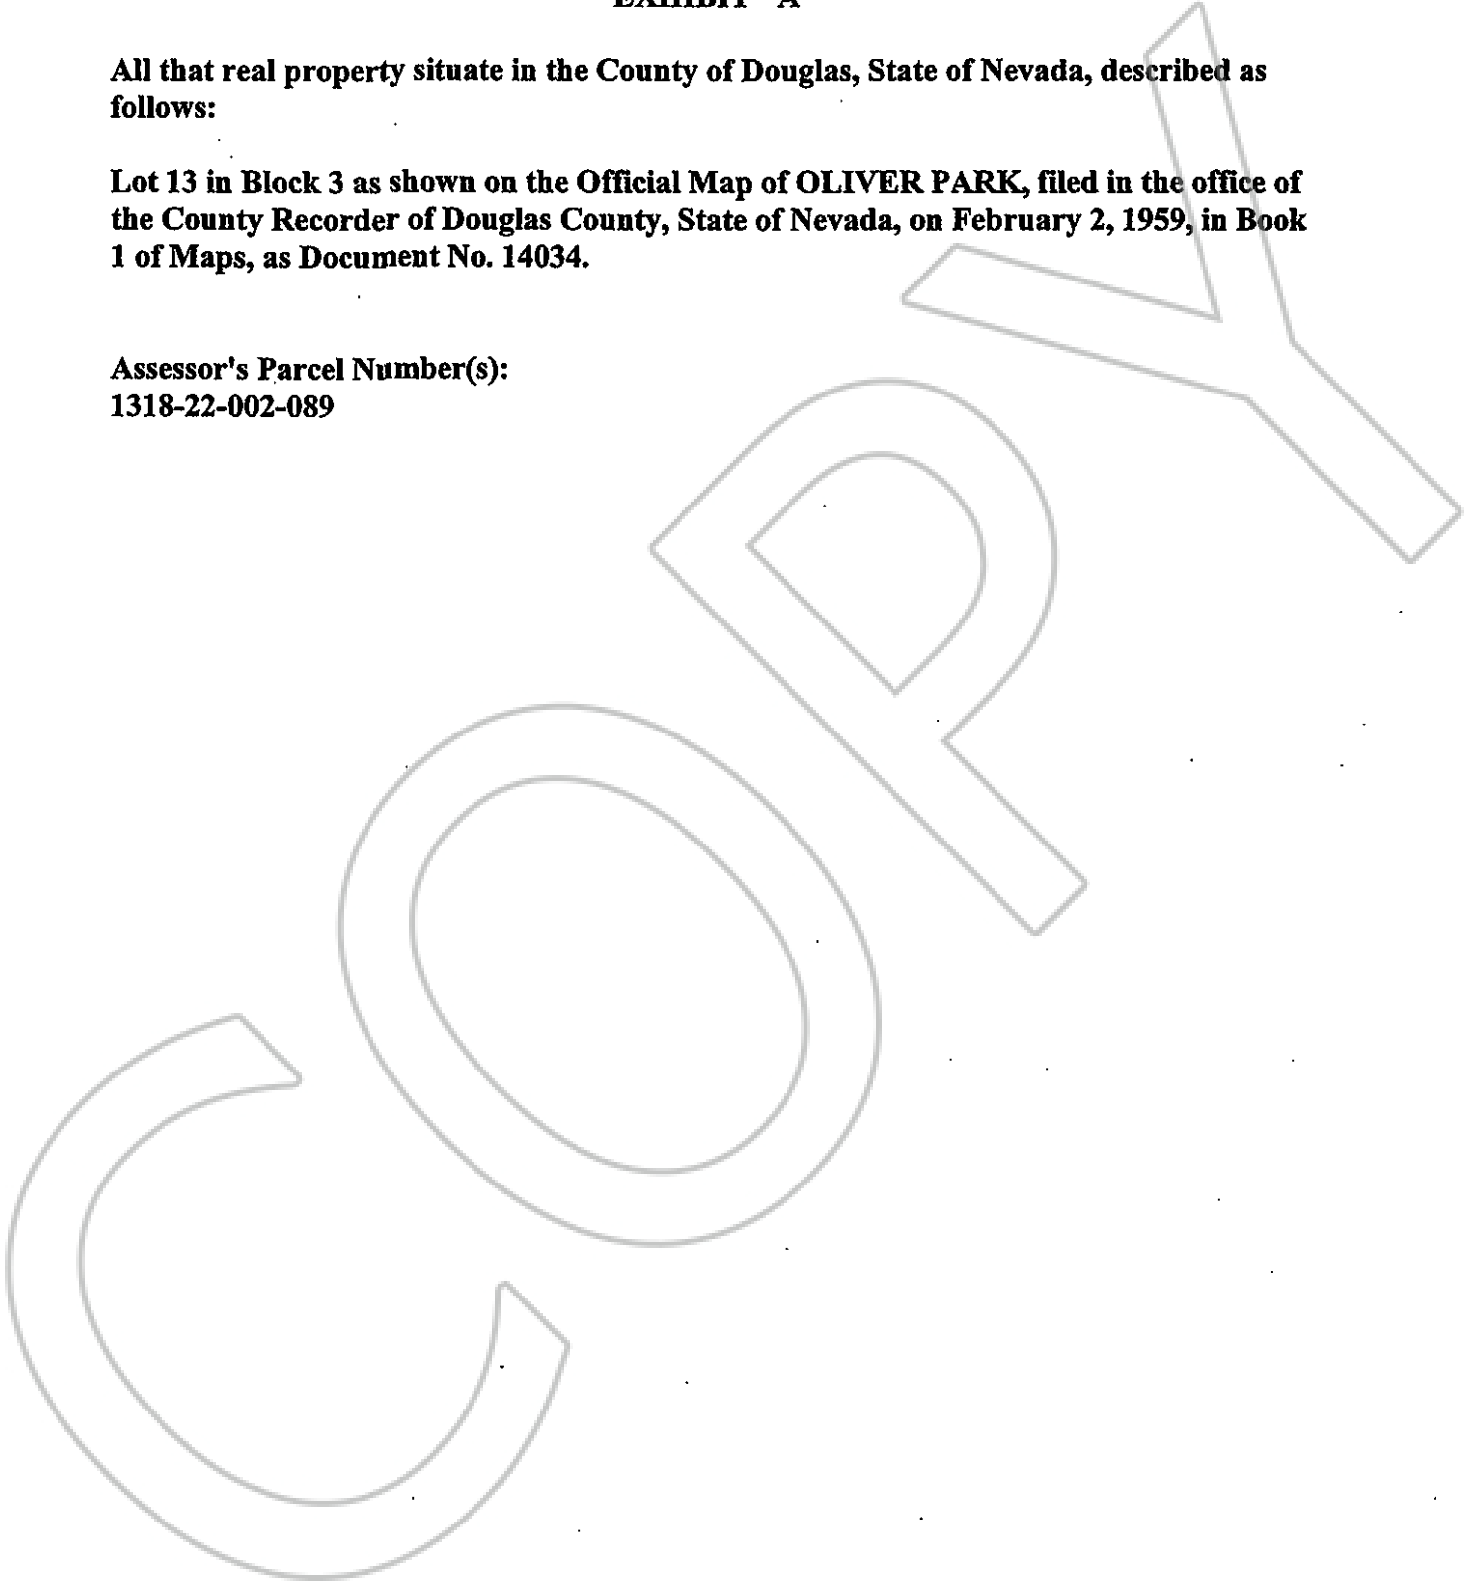 EXHIBIT "A"
All that real property situate in the County of Douglas, State of Nevada, described as
follows:
Lot 13 in Block 3 as shown on the Official Map of OLIVER PARK, filed in the office of
the County Recorder of Douglas County, State of Nevada, on February 2, 1959, in Book
1 of Maps, as Document No. 14034.
Assessor's Parcel Number(s):
1318-22-002-089
COPY